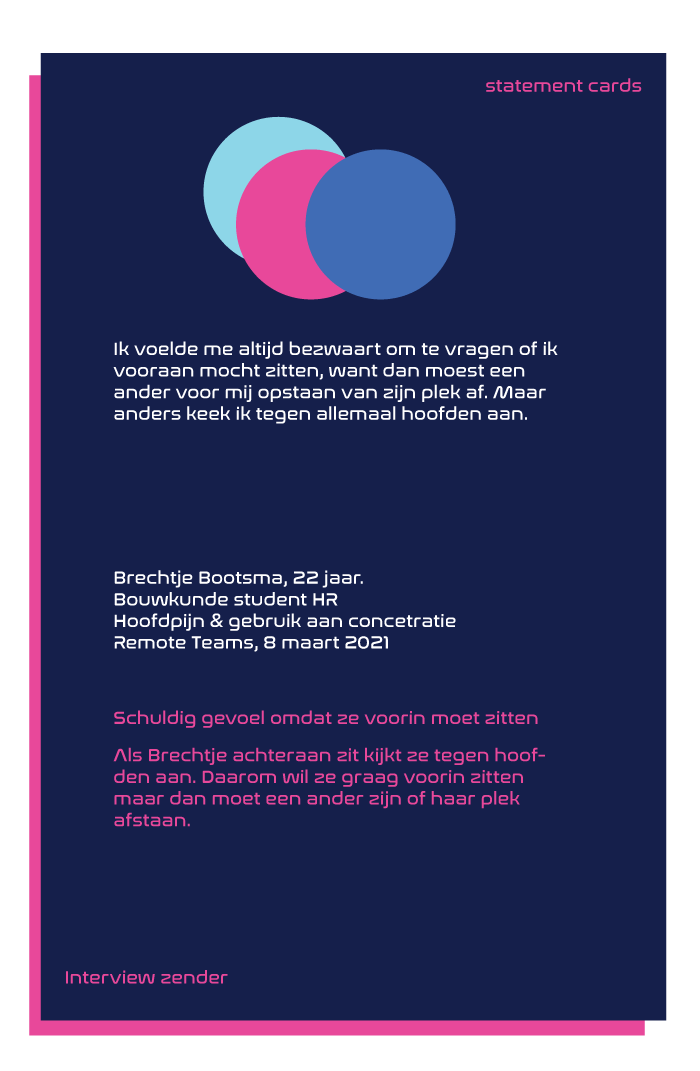 statement cards
Ik voelde me altijd bezwaart om te vragen of ik
vooraan mocht zitten, want dan moest een
ander voor mij opstaan van zijn plek af. Maar
anders keek ik tegen allemaal hoofden aan.
Brechtje Bootsma, 22 jaar.
Bouwkunde student HR
Hoofdpijn & gebruik aan concetratie
Remote Teams, 8 maart 2021
Schuldig gevoel omdat ze voorin moet zitten
Als Brechtje achteraan zit kijkt ze tegen hoof-
den aan. Daarom wil ze graag voorin zitten
maar dan moet een ander zijn of haar plek
afstaan.
Interview zender